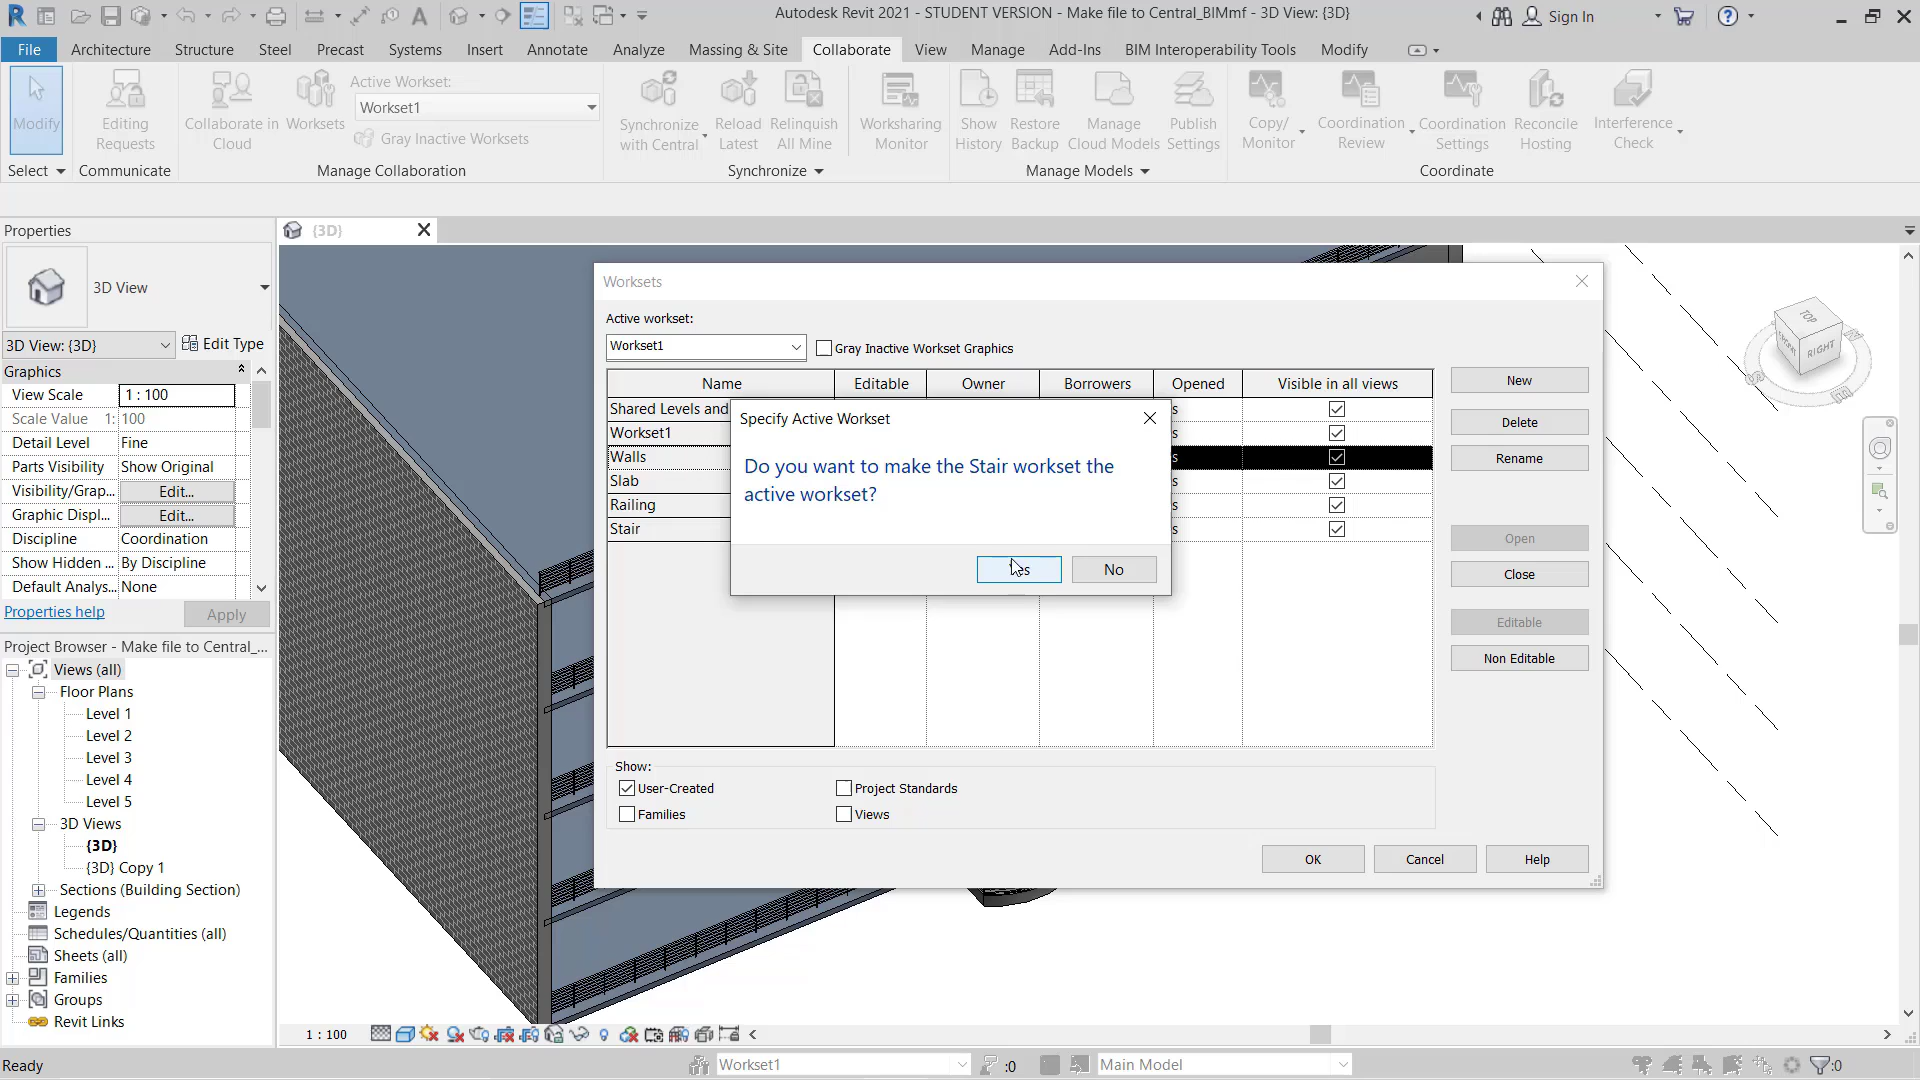 Autodesk Revit 2021 - STUDENT VERSION - Make file to Central_BIMmf - 3D View: {3D}
Sign In
File Architecture Structure Steel Precast Systems Insert Annotate Analyze Massing & Site Collaborate View Manage Add-Ins BIM Interoperability Tools Modify
Modify
Editing Requests
Collaborate in Cloud
Worksets
Active Workset:
Workset1
Gray Inactive Worksets
Synchronize with Central
Reload Latest
Relinquish All Mine
Worksharing Monitor
Show History
Restore Backup
Manage Cloud Models
Publish Settings
Copy/ Monitor
Coordination Review
Coordination Settings
Reconcile Hosting
Interference Check
Select Communicate Manage Collaboration Synchronize Manage Models Coordinate
Properties
{3D}
3D View
3D View: {3D}
Edit Type
Graphics
View Scale 1 : 100
Scale Value 1: 100
Detail Level Fine
Parts Visibility Show Original
Visibility/Grap... Edit...
Graphic Displ... Edit...
Discipline Coordination
Show Hidden ... By Discipline
Default Analys... None
Properties help Apply
Project Browser - Make file to Central_...
Views (all)
Floor Plans
Level 1
Level 2
Level 3
Level 4
Level 5
3D Views
{3D}
{3D} Copy 1
Sections (Building Section)
Legends
Schedules/Quantities (all)
Sheets (all)
Families
Groups
Revit Links
Worksets
Active workset:
Workset1
Gray Inactive Workset Graphics
Name Editable Owner Borrowers Opened Visible in all views
Shared Levels and
Workset1
Walls
Slab
Railing
Stair
Specify Active Workset
Do you want to make the Stair workset the
active workset?
No
New
Delete
Rename
Open
Close
Editable
Non Editable
Show:
User-Created Project Standards
Families Views
OK Cancel Help
TOP
RIGHT
1 : 100
Ready
Workset1
:0
Main Model
:0